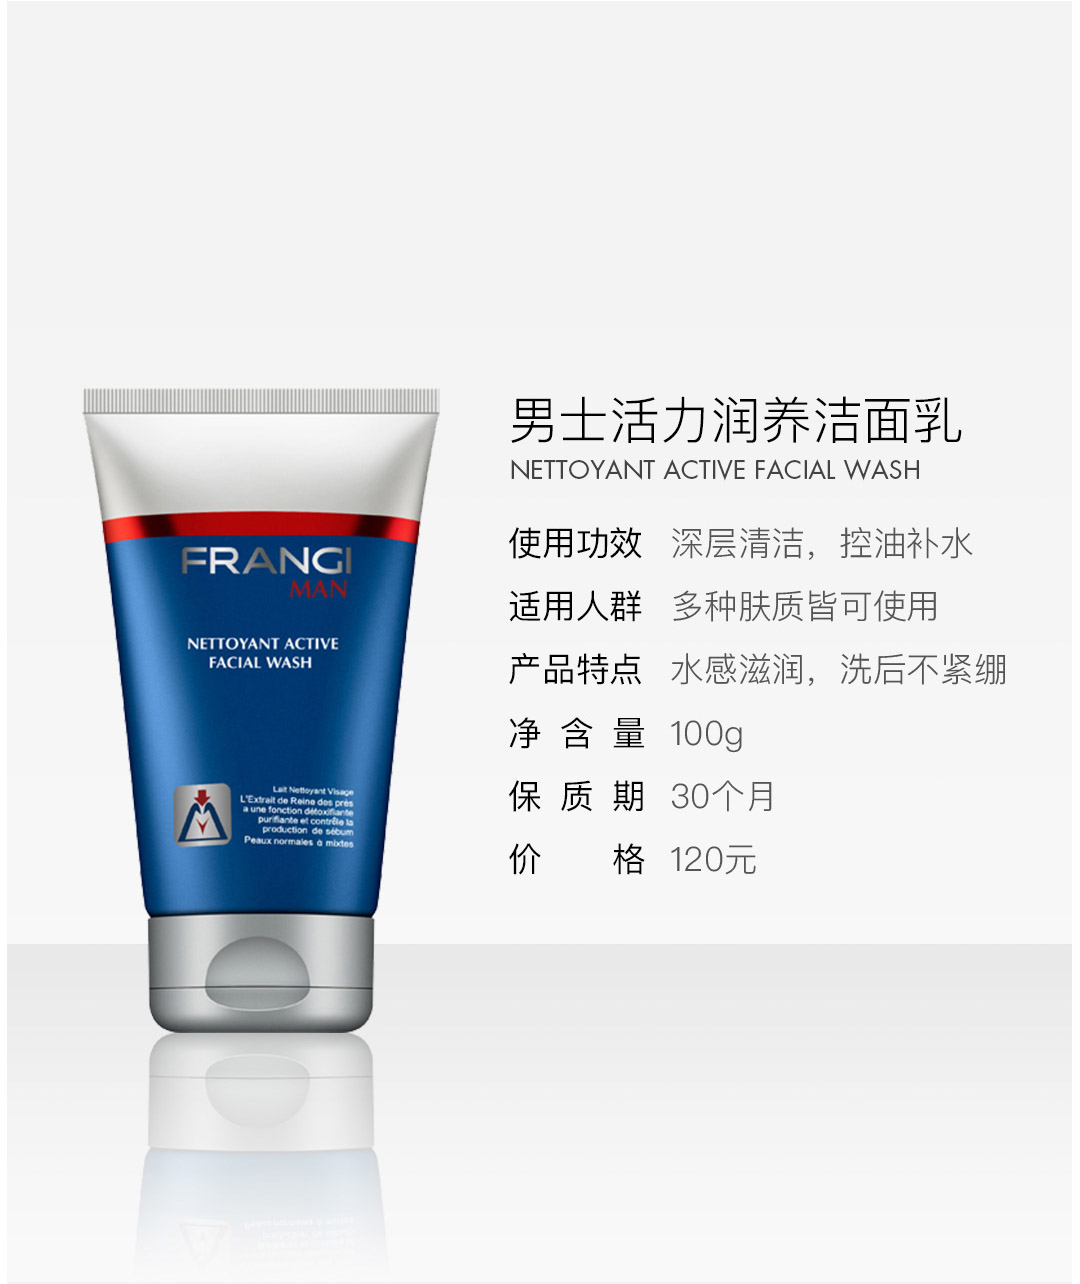 男士活力润养洁面乳
NETTOYANT ACTIVE FACIAL WASH
使用功效 深层清洁，控油补水
适用人群 多种肤质皆可使用
产品特点 水感滋润，洗后不紧绷
净含量 100g
保质期 30个月
价格 120元
FRANGI
MAN
NETTOYANT ACTIVE
FACIAL WASH
Lait Nettoyant Visage
L'Extrait de Reine des prés
a une fonction détoxifiante
purifiante et contrôle la
production de sébum
Peaux normales à mixtes